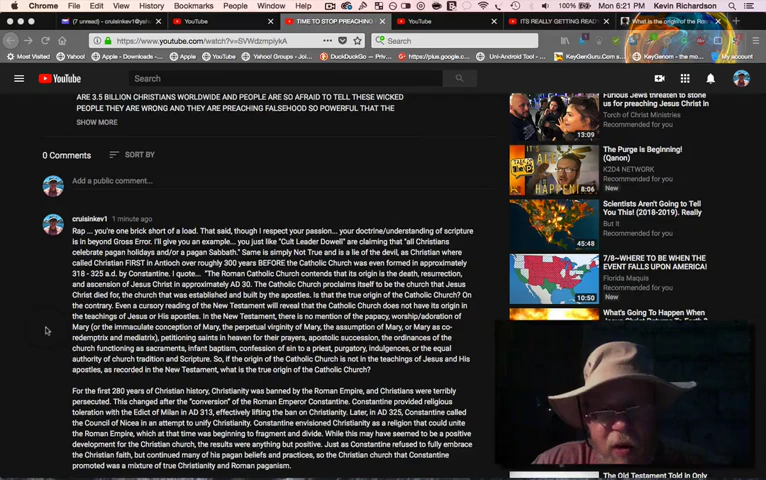 Chrome File Edit View History Bookmarks People Window Help
Mon 6:21 PM Kevin Richardson
(7 unread) - cruisinkev1@yah
YouTube
TIME TO STOP PREACHING
YouTube
ITS REALLY GETTING READY
What is the origin of the Rom
https://www.youtube.com/watch?v=SVWdzmpiykA
Search
Most Visited Yahoo Apple - Downloads... Apple Yahoo Groups - Join... DuckDuckGo Private: https://plus.google.c... Uni-Android Tool - ... KeyGenGuru.Com Se... KeyGenom - the mo... My account
YouTube
Search
ARE 3.5 BILLION CHRISTIANS WORLDWIDE AND PEOPLE ARE SO AFRAID TO TELL THESE WICKED
PEOPLE THEY ARE WRONG AND THEY ARE PREACHING FALSEHOOD SO POWERFUL THAT THE
SHOW MORE
0 Comments SORT BY
Add a public comment...
cruisinkev1 1 minute ago
Rap ...you're one brick short of a load. That said, though I respect your passion... your doctrine/understanding of scripture
is in beyond Gross Error. I'll give you an example... you just like "Cult Leader Dowell" are claiming that "all Christians
celebrate pagan holidays and/or a pagan Sabbath." Same is simply Not True and is a lie of the devil, as Christian where
called Christian FIRST in Antioch over roughly 300 years BEFORE the Catholic Church was even formed in approximately
318 - 325 a.d. by Constantine. I quote... "The Roman Catholic Church contends that its origin is the death, resurrection,
and ascension of Jesus Christ in approximately AD 30. The Catholic Church proclaims itself to be the church that Jesus
Christ died for, the church that was established and built by the apostles. Is that the true origin of the Catholic Church? On
the contrary. Even a cursory reading of the New Testament will reveal that the Catholic Church does not have its origin in
the teachings of Jesus or His apostles. In the New Testament, there is no mention of the papacy, worship/adoration of
Mary (or the immaculate conception of Mary, the perpetual virginity of Mary, the assumption of Mary, or Mary as co-
redemptrix and mediatrix), petitioning saints in heaven for their prayers, apostolic succession, the ordinances of the
church functioning as sacraments, infant baptism, confession of sin to a priest, purgatory, indulgences, or the equal
authority of church tradition and Scripture. So, if the origin of the Catholic Church is not in the teachings of Jesus and His
apostles, as recorded in the New Testament, what is the true origin of the Catholic Church?
For the first 280 years of Christian history, Christianity was banned by the Roman Empire, and Christians were terribly
persecuted. This changed after the "conversion" of the Roman Emperor Constantine. Constantine provided religious
toleration with the Edict of Milan in AD 313, effectively lifting the ban on Christianity. Later, in AD 325, Constantine called
the Council of Nicea in an attempt to unify Christianity. Constantine envisioned Christianity as a religion that could unite
the Roman Empire, which at that time was beginning to fragment and divide. While this may have seemed to be a positive
development for the Christian church, the results were anything but positive. Just as Constantine refused to fully embrace
the Christian faith, but continued many of his pagan beliefs and practices, so the Christian church that Constantine
promoted was a mixture of true Christianity and Roman paganism.
Furious Jews threaten to stone
us for preaching Jesus Christ in
Torch of Christ Ministries
Recommended for you
13:09
The Purge is Beginning!
(Qanon)
K2D4 NETWORK
Recommended for you
New
8:06
Scientists Aren't Going to Tell
You This! (2018-2019). Really
But it
Recommended for you
45:48
7/8~WHERE TO BE WHEN THE
EVENT FALLS UPON AMERICA!
Recommended for you
10:50
What's Going To Happen When
The Old Testament Told in Only